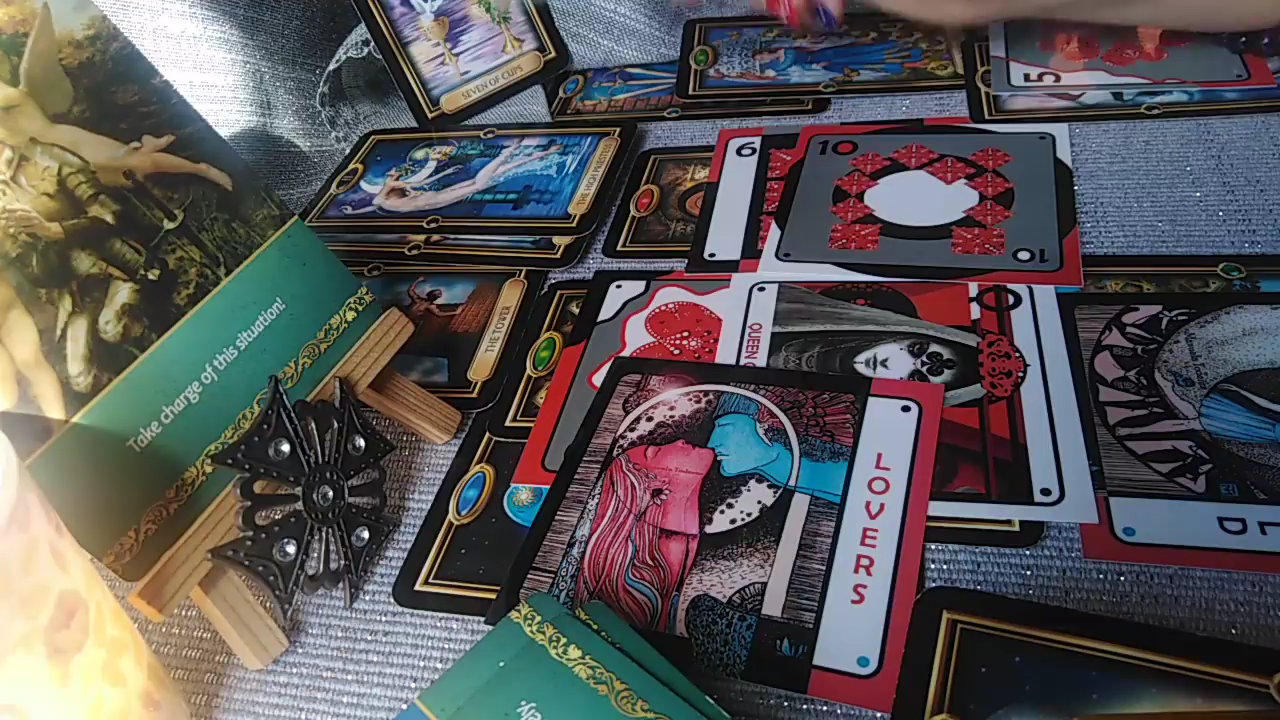 SEVEN OF CUPS
5
THE HIGH PRIESTESS
6
10
10
THE TOWER
Take charge of this situation!
QUEEN
LOVERS